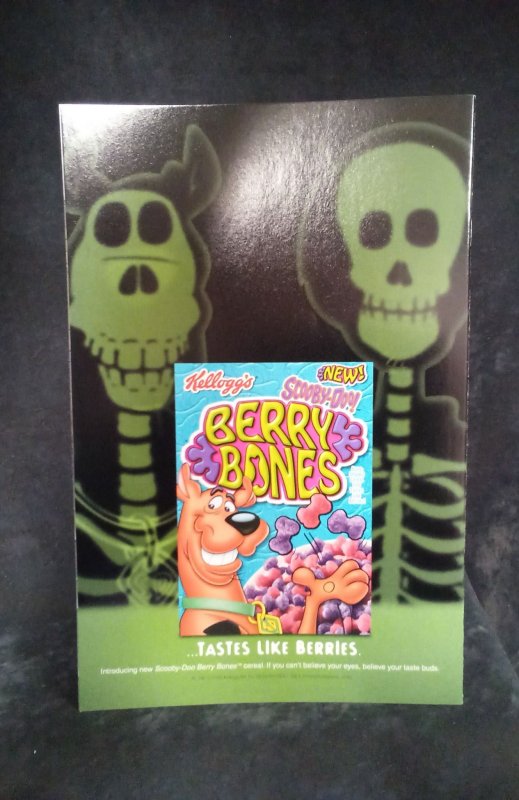 Kellogg's
NEW!
SCOOBY-DOO!
BERRY
BONES
SD
...TASTES LIKE BERRIES.
Introducing new Scooby-Doo Berry Bones™ cereal. If you can't believe your eyes, believe your taste buds.